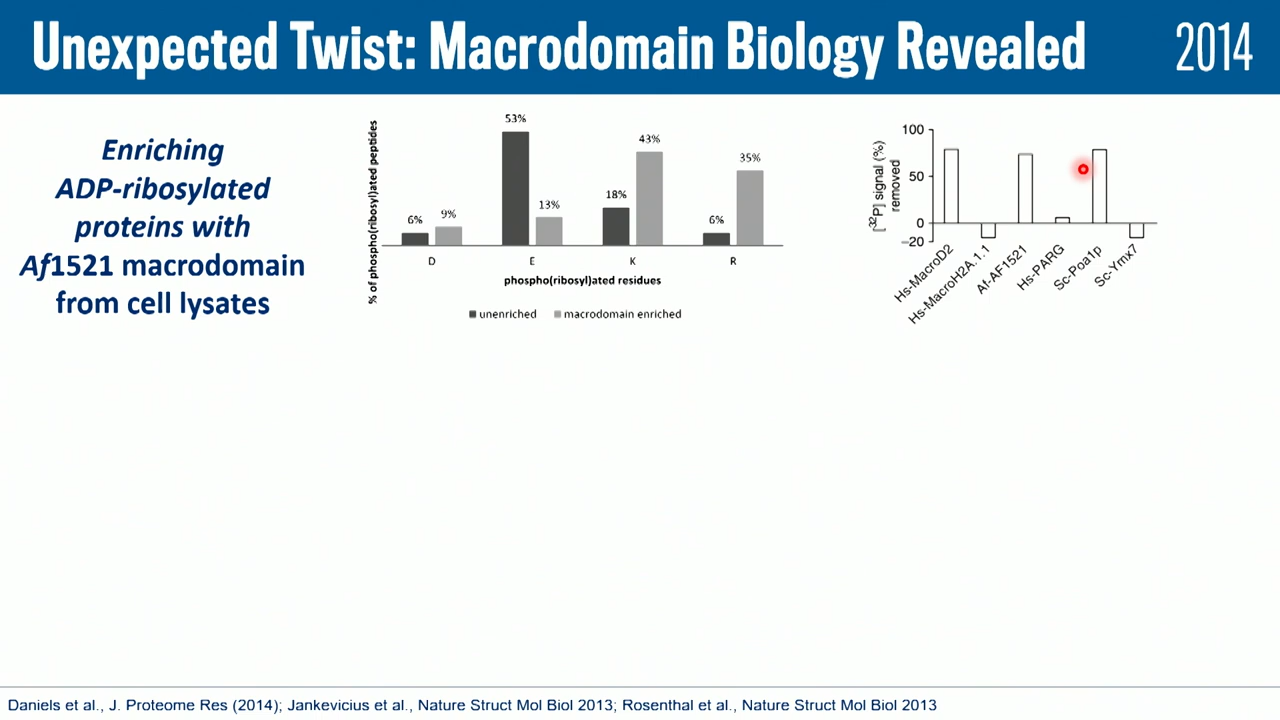 Unexpected Twist: Macrodomain Biology Revealed
2014
Enriching
ADP-ribosylated
proteins with
Af1521 macrodomain
from cell lysates
% of phospho(ribosyl)ated peptides
6%
9%
53%
13%
18%
43%
6%
35%
D
E
K
R
phospho(ribosyl)ated residues
unenriched
macrodomain enriched
[32P] signal (%)
removed
100
50
0
–20
Hs-MacroD2
Hs-MacroH2A.1.1
Af-AF1521
Hs-PARG
Sc-Poa1p
Sc-Ymx7
Daniels et al., J. Proteome Res (2014); Jankevicius et al., Nature Struct Mol Biol 2013; Rosenthal et al., Nature Struct Mol Biol 2013